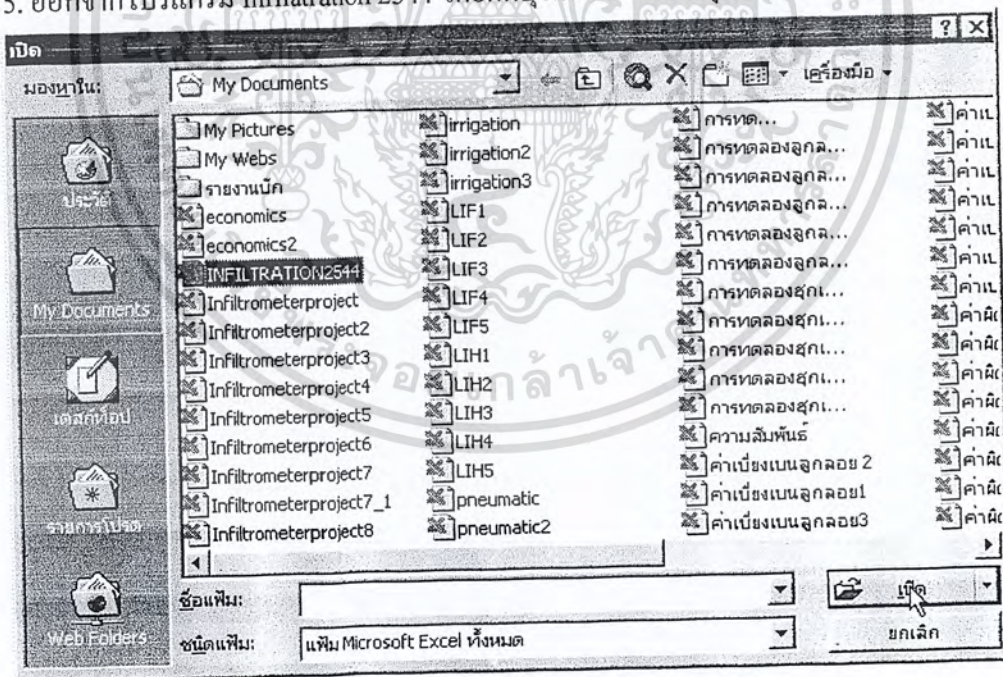 5. ออกจากโปรแกรม Infiltration 2544
เปิด
มองหาใน:
My Documents
เครื่องมือ
ประวัติ
My Documents
เดสก์ท็อป
รายการโปรด
Web Folders
My Pictures
My Webs
รายงานบัก
economics
economics2
INFILTRATION2544
Infiltrometerproject
Infiltrometerproject2
Infiltrometerproject3
Infiltrometerproject4
Infiltrometerproject5
Infiltrometerproject6
Infiltrometerproject7
Infiltrometerproject7_1
Infiltrometerproject8
irrigation
irrigation2
irrigation3
LIF1
LIF2
LIF3
LIF4
LIF5
LIH1
LIH2
LIH3
LIH4
LIH5
pneumatic
pneumatic2
การทด...
การทดลองลูกล...
การทดลองลูกล...
การทดลองลูกล...
การทดลองลูกล...
การทดลองลูกล...
การทดลองสุกเ...
การทดลองสุกเ...
การทดลองสุกเ...
การทดลองสุกเ...
การทดลองสุกเ...
ความสัมพันธ์
ค่าเบี่ยงเบนลูกลอย 2
ค่าเบี่ยงเบนลูกลอย1
ค่าเบี่ยงเบนลูกลอย3
ชื่อแฟ้ม:
เปิด
ชนิดแฟ้ม:
แฟ้ม Microsoft Excel ทั้งหมด
ยกเลิก